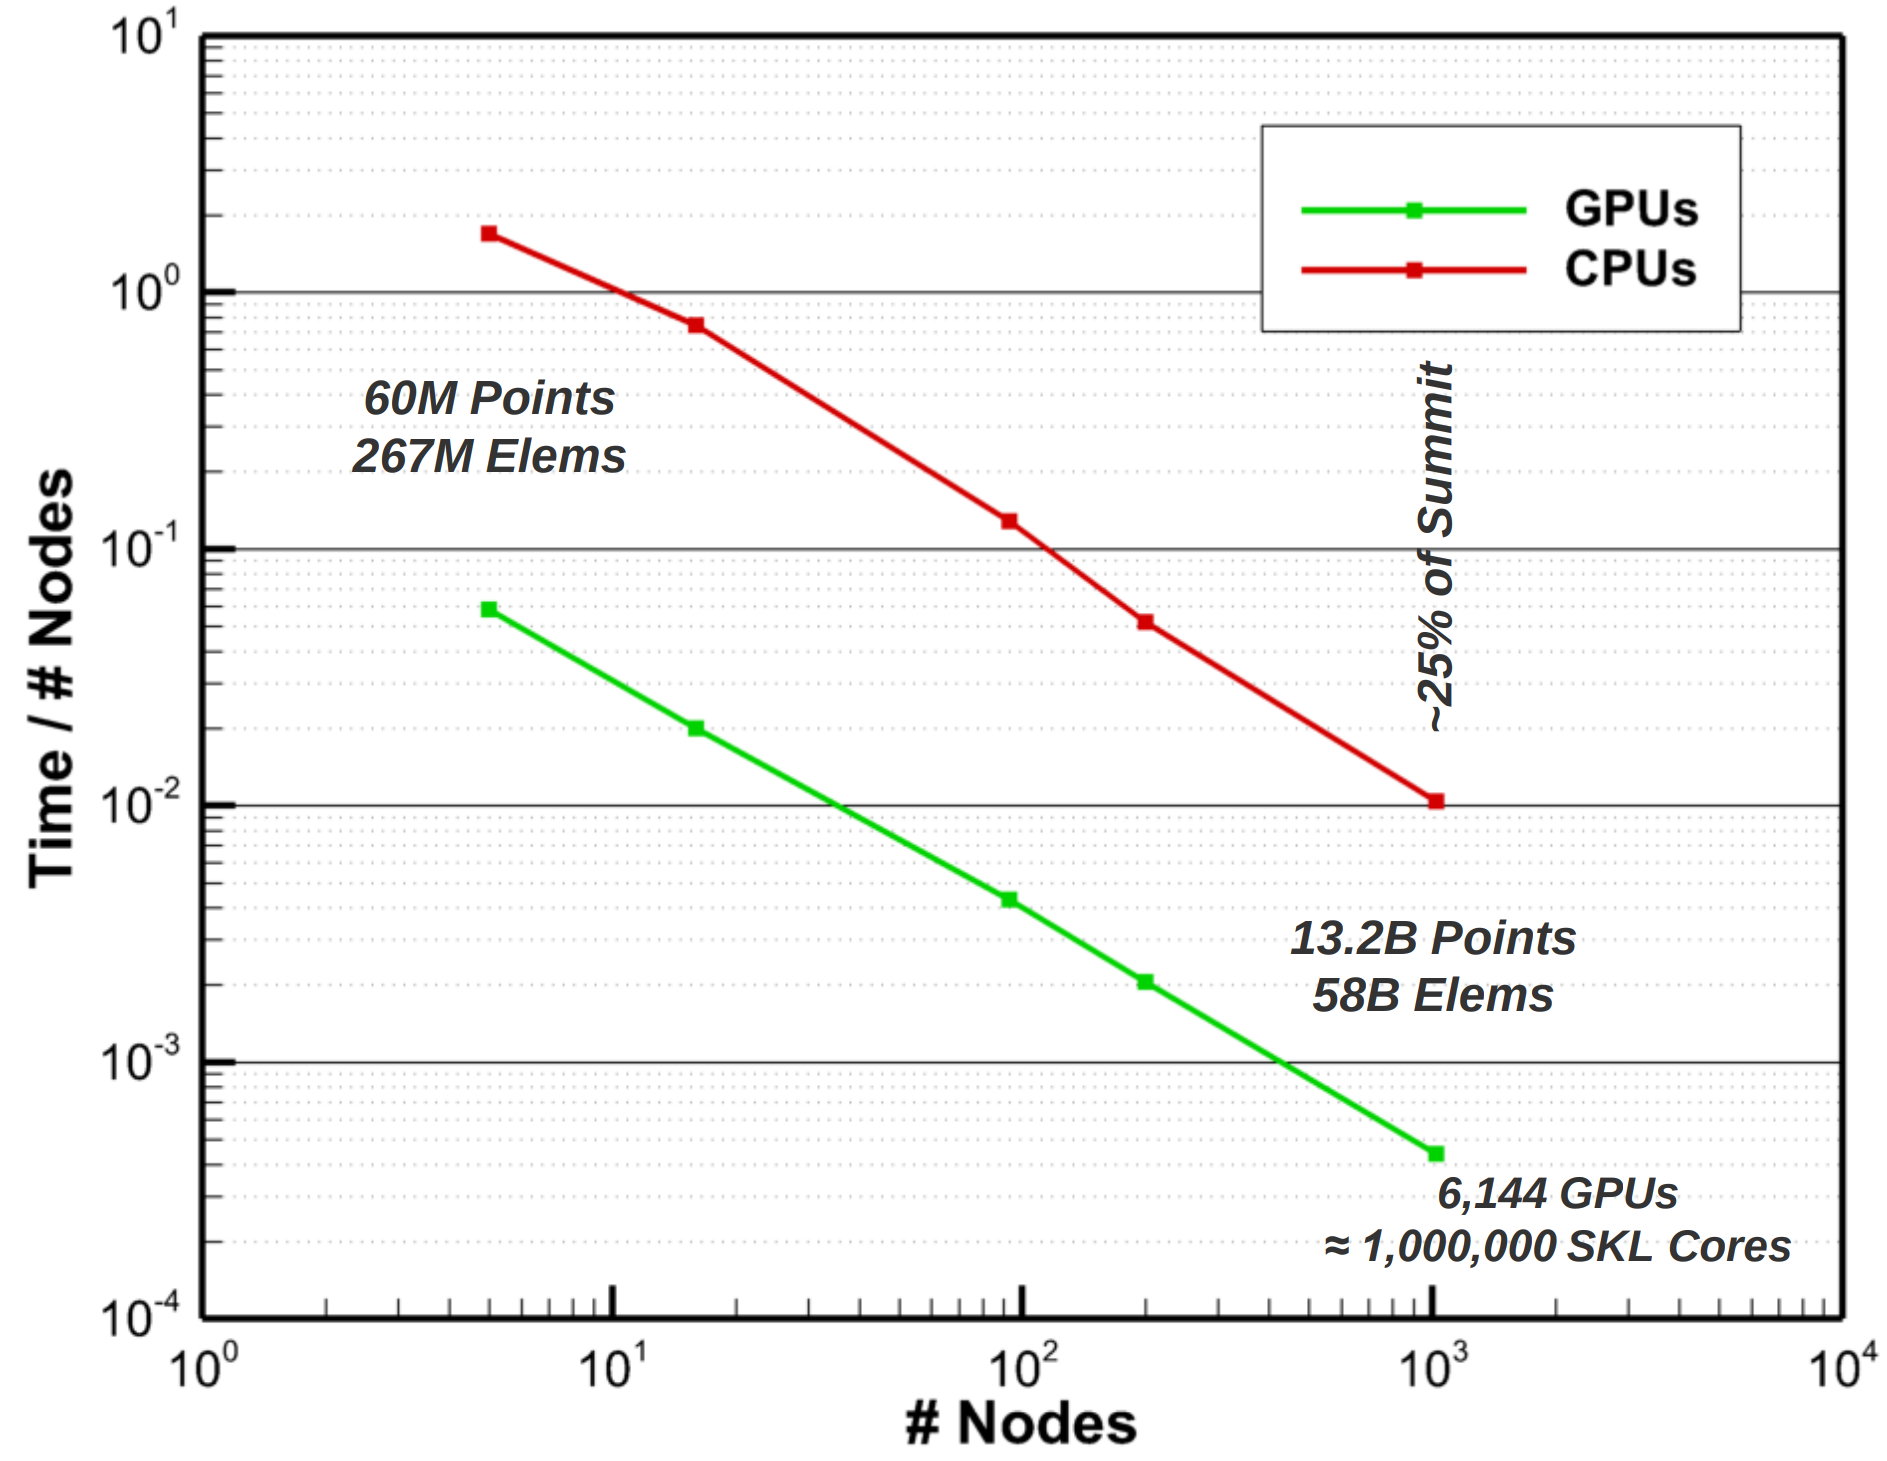 10^1
10^0
10^-1
10^-2
10^-3
10^-4
Time / # Nodes
GPUs
CPUs
60M Points
267M Elems
~25% of Summit
13.2B Points
58B Elems
6,144 GPUs
≈ 1,000,000 SKL Cores
10^0 10^1 10^2 10^3 10^4
# Nodes